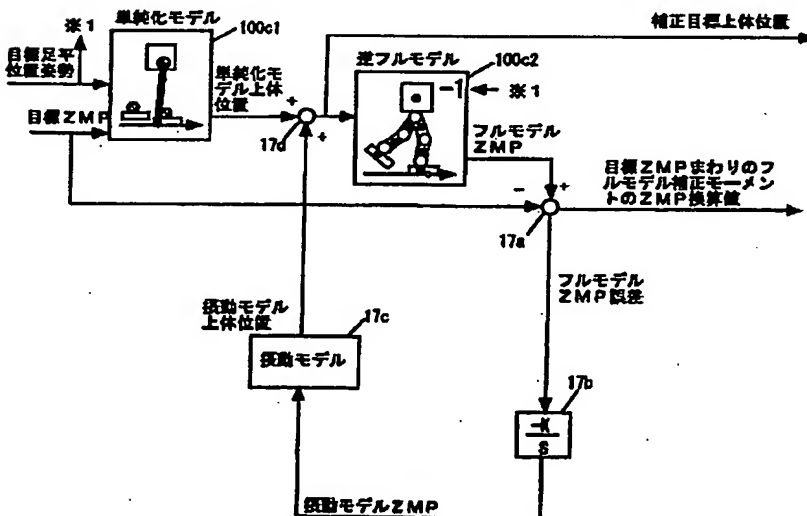 ※1
単純化モデル
100c1
目標足平
位置姿勢
目標ZMP
単純化モ
デル上体
位置
+
17d
+
逆フルモデル
100c2
-1
※1
フルモデル
ZMP
補正目標上体位置
-
+
17a
目標ZMPまわりのフ
ルモデル補正モーメン
トのZMP換算値
フルモデル
ZMP誤差
摂動モデル
上体位置
17c
摂動モデル
17b
-K
S
摂動モデルZMP